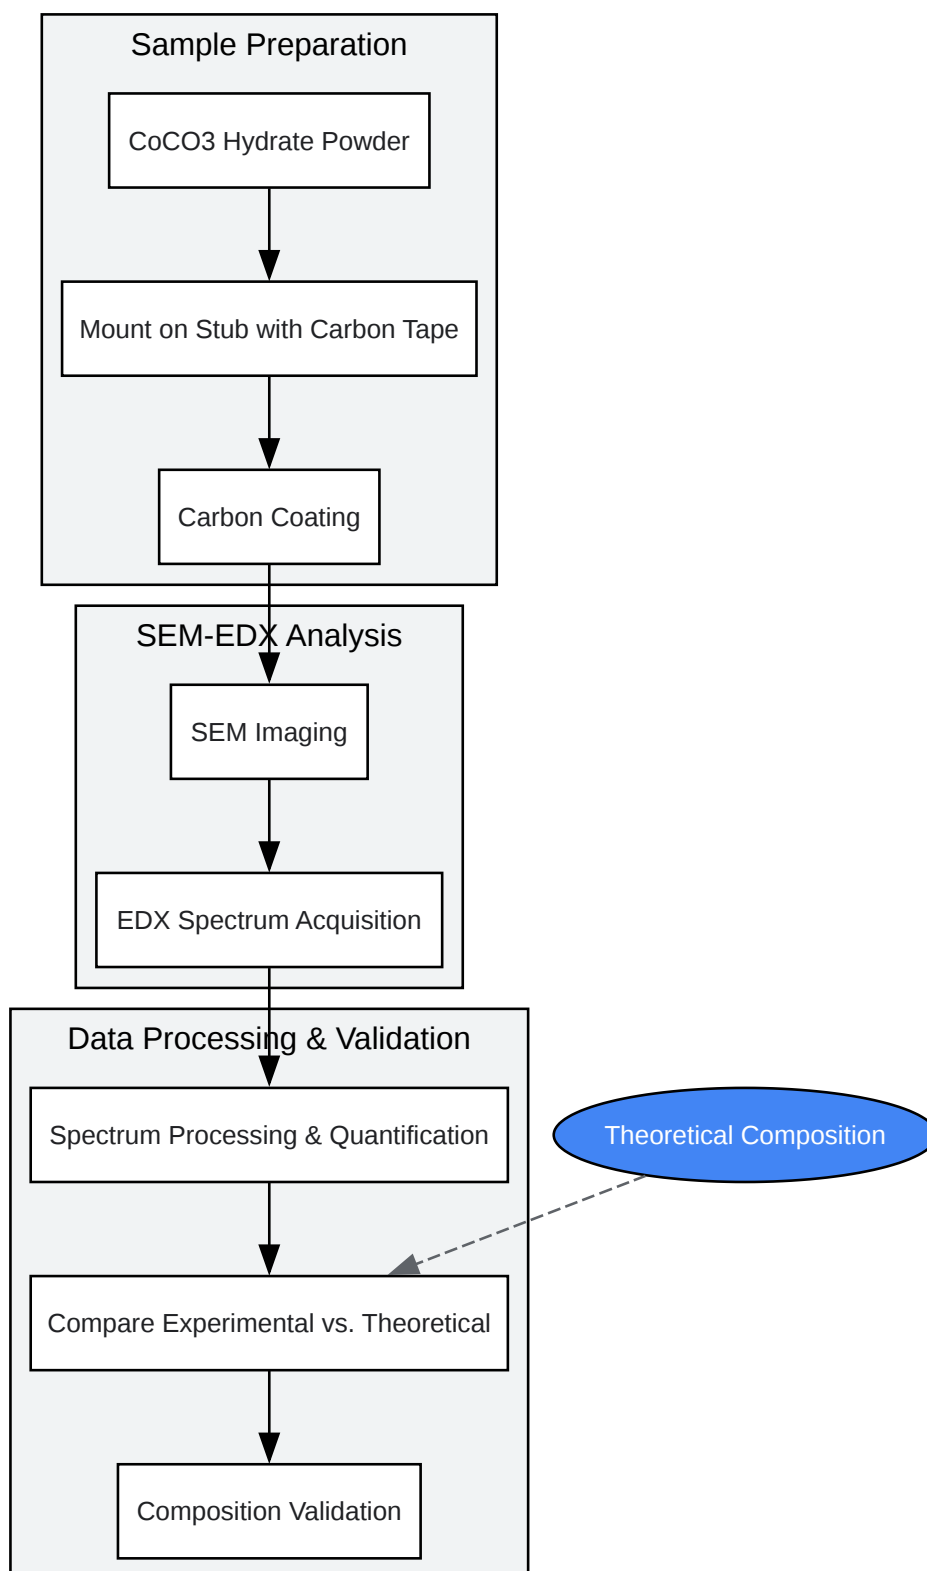 Sample Preparation
CoCO3 Hydrate Powder
Mount on Stub with Carbon Tape
Carbon Coating
SEM-EDX Analysis
SEM Imaging
EDX Spectrum Acquisition
Data Processing & Validation
Spectrum Processing & Quantification
Theoretical Composition
Compare Experimental vs. Theoretical
Composition Validation